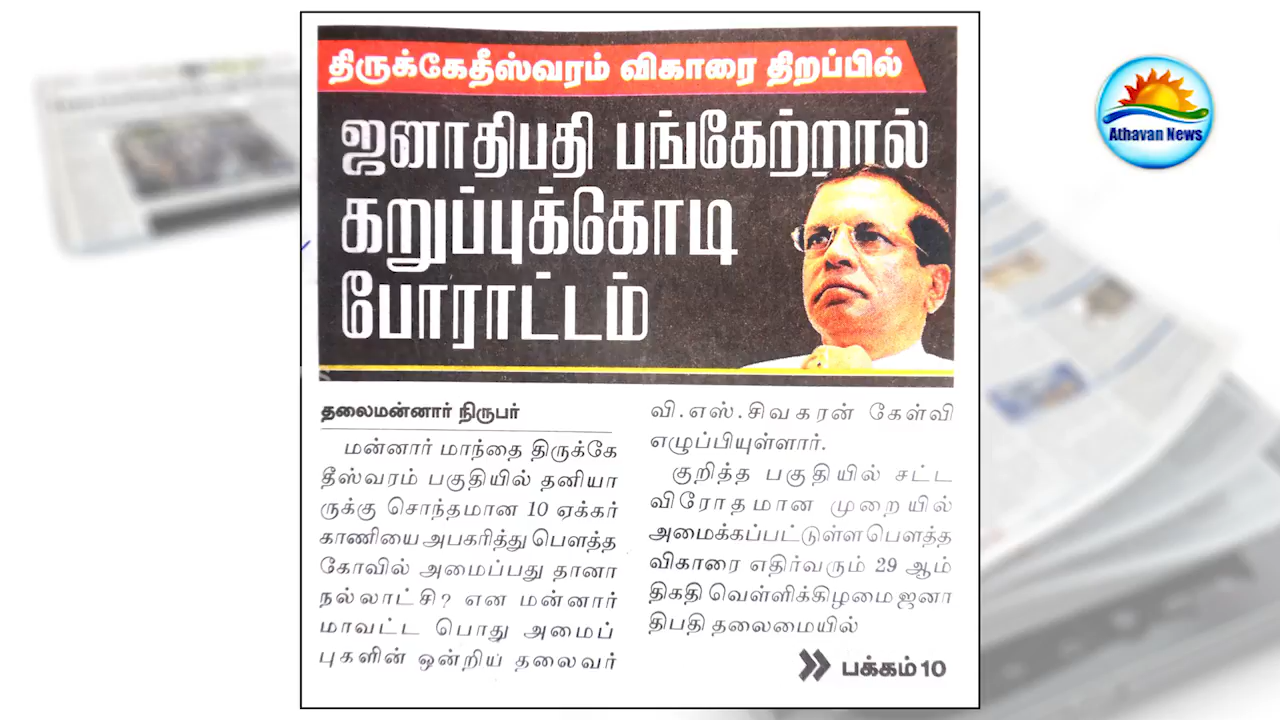 திருக்கேதீஸ்வரம் விகாரை திறப்பில்
ஜனாதிபதி பங்கேற்றால்
கறுப்புக்கோடி
போராட்டம்
தலைமன்னார் நிருபர்
மன்னார் மாந்தை திருக்கே
தீஸ்வரம் பகுதியில் தனியா
ருக்கு சொந்தமான 10 ஏக்கர்
காணியை அபகரித்து பௌத்த
கோவில் அமைப்பது தானா
நல்லாட்சி? என மன்னார்
மாவட்ட பொது அமைப்
புகளின் ஒன்றிய தலைவர்
வி.எஸ்.சிவகரன் கேள்வி
எழுப்பியுள்ளார்.
குறித்த பகுதியில் சட்ட
விரோதமான முறையில்
அமைக்கப்பட்டுள்ள பௌத்த
விகாரை எதிர்வரும் 29 ஆம்
திகதி வெள்ளிக்கிழமை ஜனா
திபதி தலைமையில்
பக்கம் 10
Athavan News